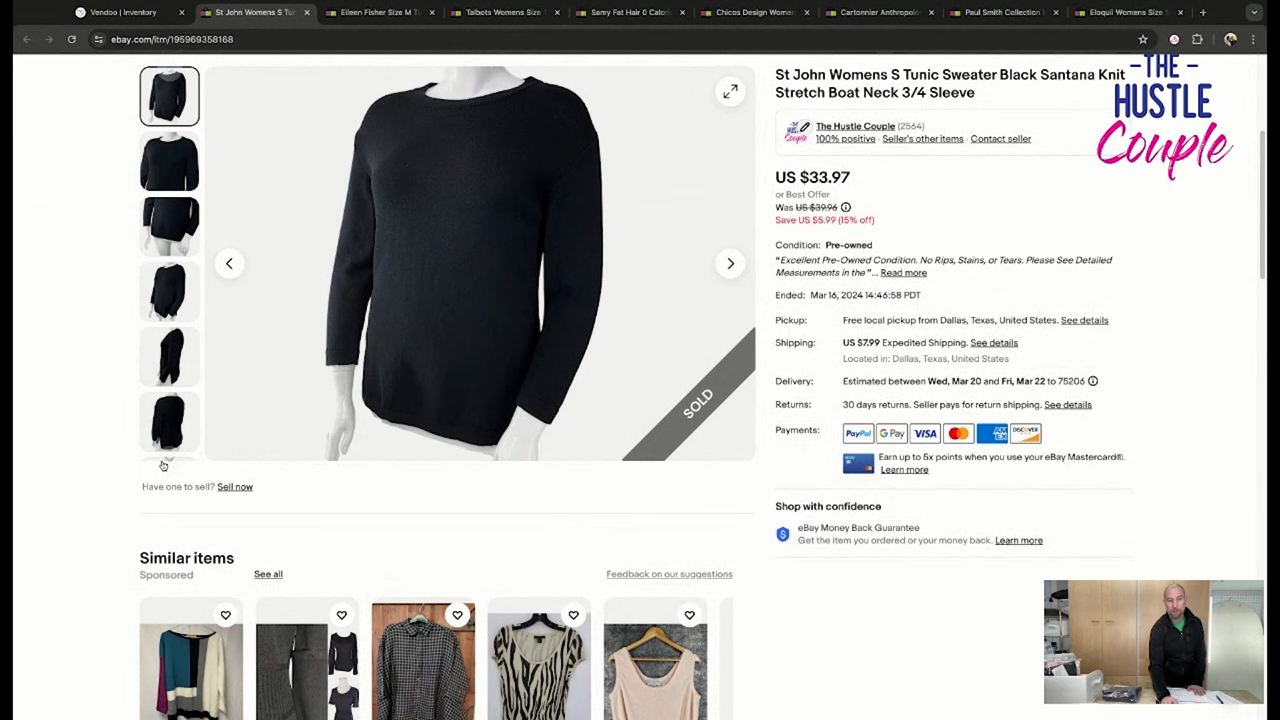 Vendoo | Inventory
St John Womens S Tu
Eileen Fisher Size M T
Talbots Womens Size
Samy Fat Hair 0 Calori
Chicos Design Women
Cartonnier Anthropolo
Paul Smith Collection
Eloquii Womens Size T
ebay.com/itm/195969358168
St John Womens S Tunic Sweater Black Santana Knit
Stretch Boat Neck 3/4 Sleeve
-THE-
HUSTLE
Couple
The Hustle Couple (2564)
100% positive · Seller's other items · Contact seller
US $33.97
or Best Offer
Was US $39.96
Save US $5.99 (15% off)
Condition: Pre-owned
"Excellent Pre-Owned Condition. No Rips, Stains, or Tears. Please See Detailed
Measurements in the"... Read more
Ended: Mar 16, 2024 14:46:58 PDT
Pickup: Free local pickup from Dallas, Texas, United States. See details
Shipping: US $7.99 Expedited Shipping. See details
Located in: Dallas, Texas, United States
Delivery: Estimated between Wed, Mar 20 and Fri, Mar 22 to 75206
Returns: 30 days returns. Seller pays for return shipping. See details
Payments: PayPal G Pay VISA MasterCard AM EX DISCOVER
Earn up to 5x points when you use your eBay Mastercard®.
Learn more
SOLD
Have one to sell? Sell now
Shop with confidence
eBay Money Back Guarantee
Get the item you ordered or your money back. Learn more
Similar items
Sponsored See all Feedback on our suggestions